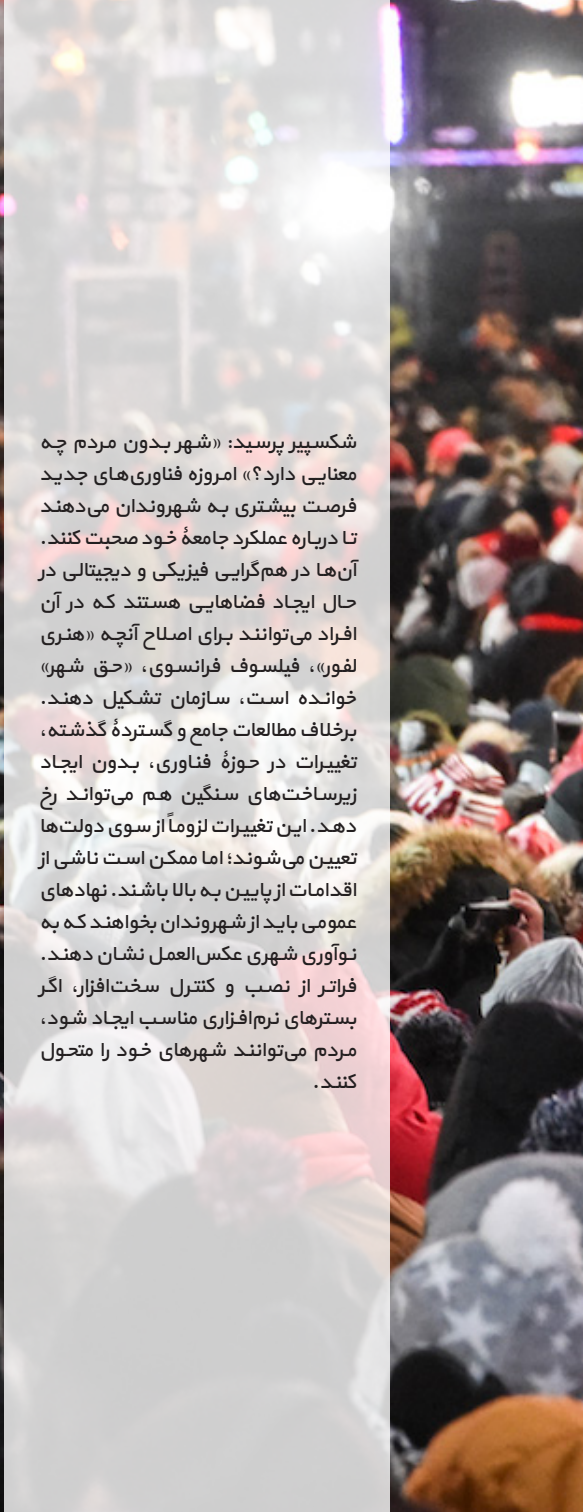 شکسپیر پرسید: «شهر بدون مردم چه
معنایی دارد؟» امروزه فناوری‌های جدید
فرصت بیشتری به شهروندان می‌دهند
تا درباره عملکرد جامعهٔ خود صحبت کنند.
آن‌ها در هم‌گرایی فیزیکی و دیجیتالی در
حال ایجاد فضاهایی هستند که در آن
افراد می‌توانند برای اصلاح آنچه «هنری
لفور»، فیلسوف فرانسوی، «حق شهر»
خوانده است، سازمان تشکیل دهند.
برخلاف مطالعات جامع و گستردهٔ گذشته،
تغییرات در حوزهٔ فناوری، بدون ایجاد
زیرساخت‌های سنگین هم می‌تواند رخ
دهد. این تغییرات لزوماً از سوی دولت‌ها
تعیین می‌شوند؛ اما ممکن است ناشی از
اقدامات از پایین به بالا باشند. نهادهای
عمومی باید از شهروندان بخواهند که به
نوآوری شهری عکس‌العمل نشان دهند.
فراتر از نصب و کنترل سخت‌افزار، اگر
بسترهای نرم‌افزاری مناسب ایجاد شود،
مردم می‌توانند شهرهای خود را متحول
کنند.